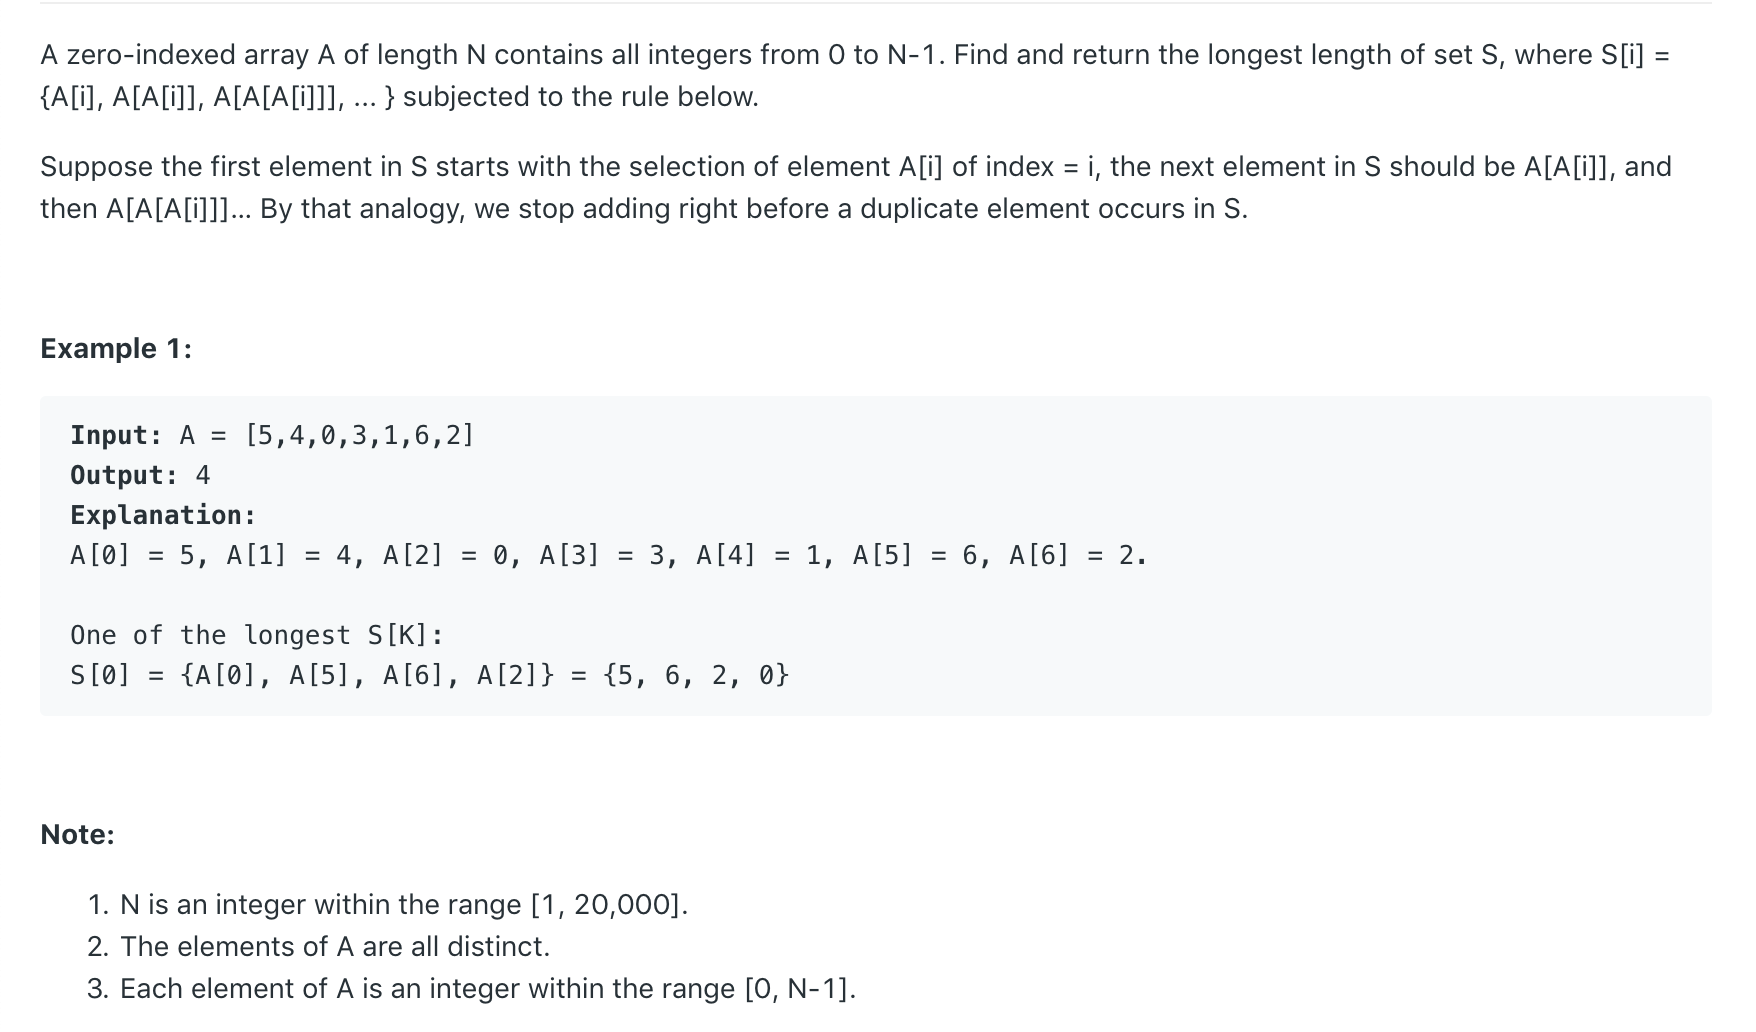 A zero-indexed array A of length N contains all integers from 0 to N-1. Find and return the longest length of set S, where S[i] =
{A[i], A[A[i]], A[A[A[i]]], ... } subjected to the rule below.
Suppose the first element in S starts with the selection of element A[i] of index = i, the next element in S should be A[A[i]], and
then A[A[A[i]]]... By that analogy, we stop adding right before a duplicate element occurs in S.
Example 1:
Input: A = [5,4,0,3,1,6,2]
Output: 4
Explanation:
A[0] = 5, A[1] = 4, A[2] = 0, A[3] = 3, A[4] = 1, A[5] = 6, A[6] = 2.
One of the longest S[K]:
S[0] = {A[0], A[5], A[6], A[2]} = {5, 6, 2, 0}
Note:
1. N is an integer within the range [1, 20,000].
2. The elements of A are all distinct.
3. Each element of A is an integer within the range [0, N-1].